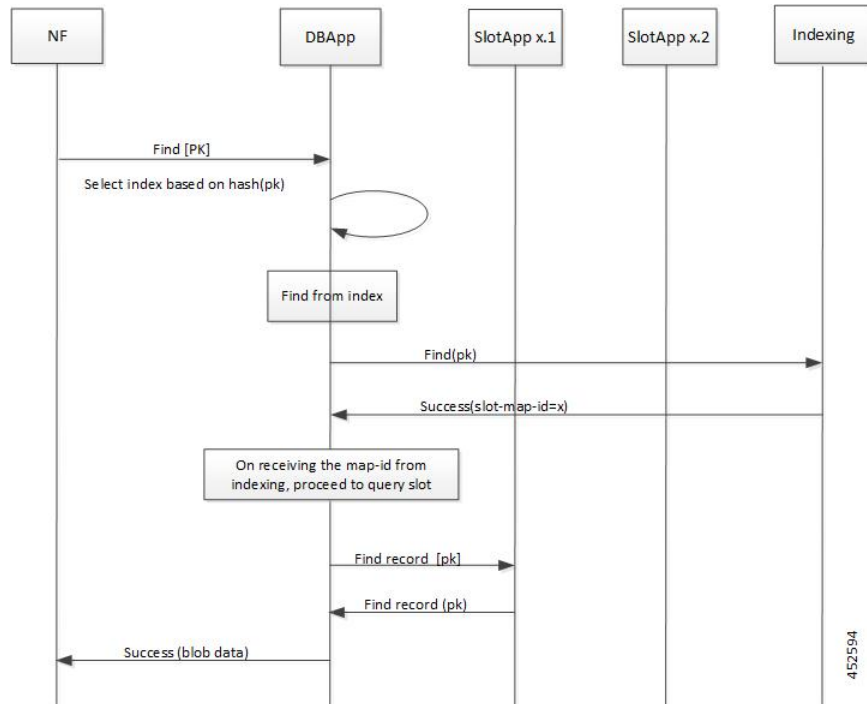 NF
DBApp
SlotApp x.1
SlotApp x.2
Indexing
Find [PK]
Select index based on hash(pk)
Find from index
Find(pk)
Success(slot-map-id=x)
On receiving the map-id from
indexing, proceed to query slot
Find record [pk]
Find record (pk)
Success (blob data)
452594